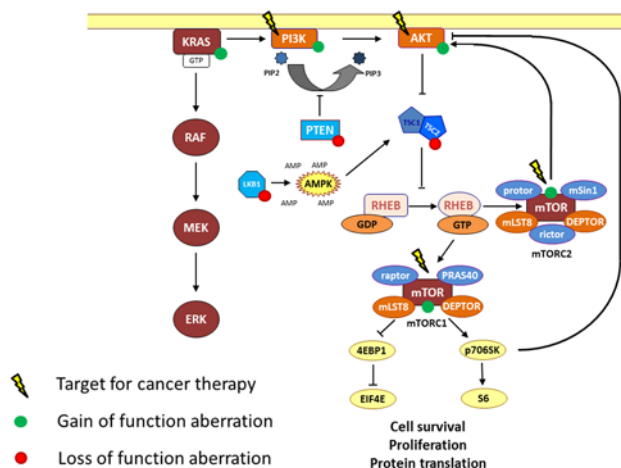 KRAS
GTP
PI3K
AKT
PIP2
PIP3
PTEN
RAF
TSC1
TSC2
LKB1
AMP
AMP
AMPK
AMP
AMP
MEK
RHEB
GDP
RHEB
GTP
protor
mSin1
mTOR
mLST8
DEPTOR
rictor
mTORC2
raptor
PRAS40
mTOR
mLST8
DEPTOR
mTORC1
ERK
4EBP1
p706SK
EIF4E
S6
Target for cancer therapy
Gain of function aberration
Loss of function aberration
Cell survival
Proliferation
Protein translation